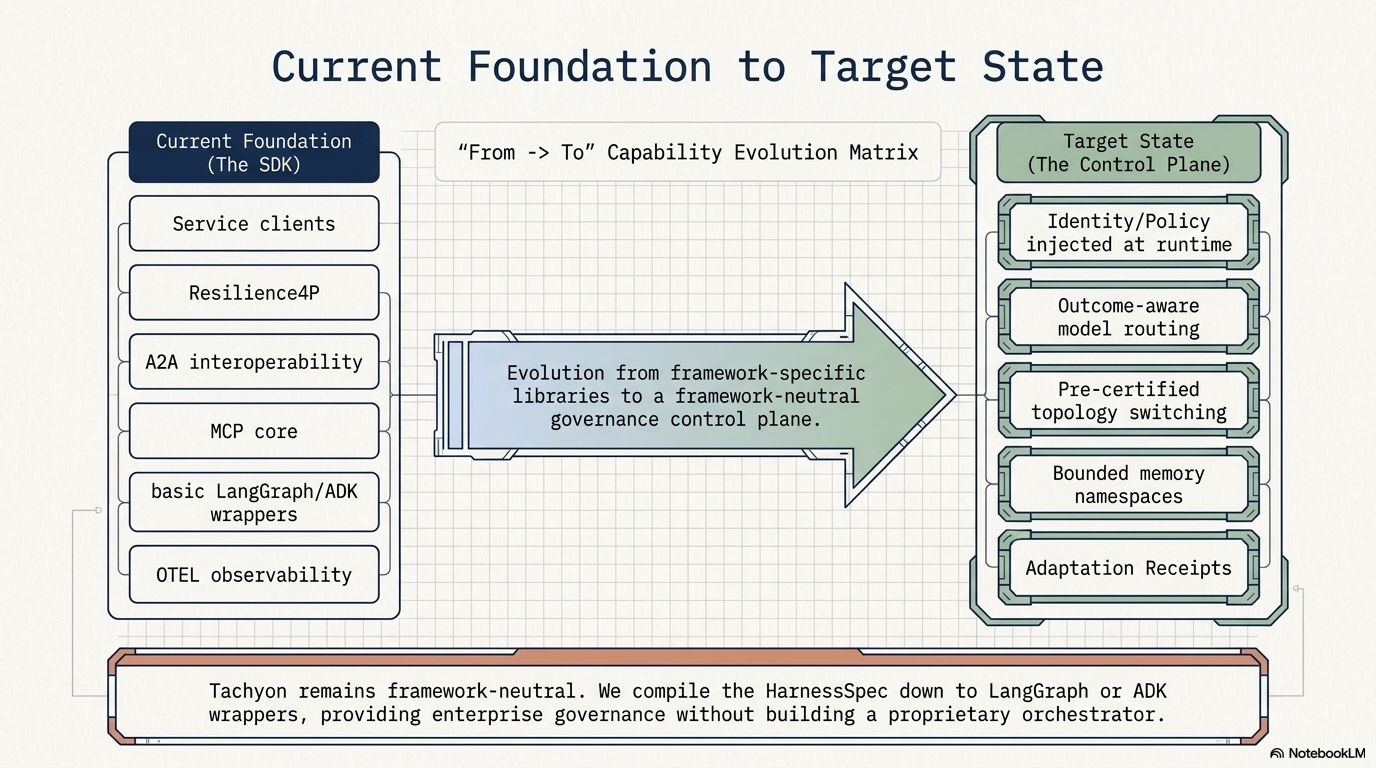 Current Foundation to Target State
Current Foundation
(The SDK)
Service clients
Resilience4P
A2A interoperability
MCP core
basic LangGraph/ADK
wrappers
OTEL observability
“From -> To” Capability Evolution Matrix
Evolution from framework-specific
libraries to a framework-neutral
governance control plane.
Target State
(The Control Plane)
Identity/Policy
injected at runtime
Outcome-aware
model routing
Pre-certified
topology switching
Bounded memory
namespaces
Adaptation Receipts
Tachyon remains framework-neutral. We compile the HarnessSpec down to LangGraph or ADK
wrappers, providing enterprise governance without building a proprietary orchestrator.
NotebookLM